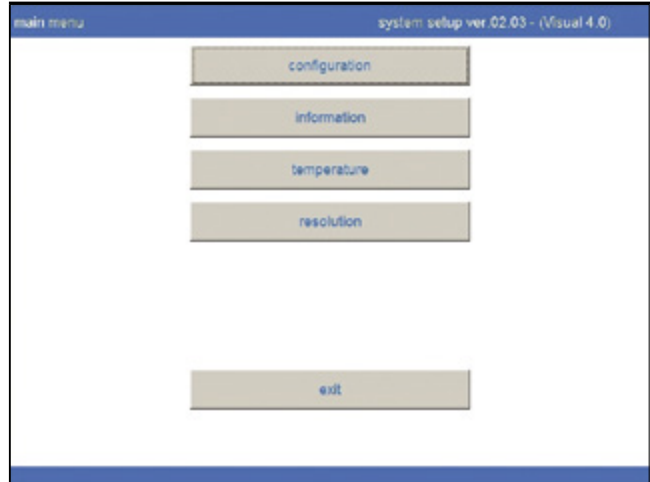 main menu system setup ver.02.03 - (Visual 4.0)
configuration
information
temperature
resolution
exit